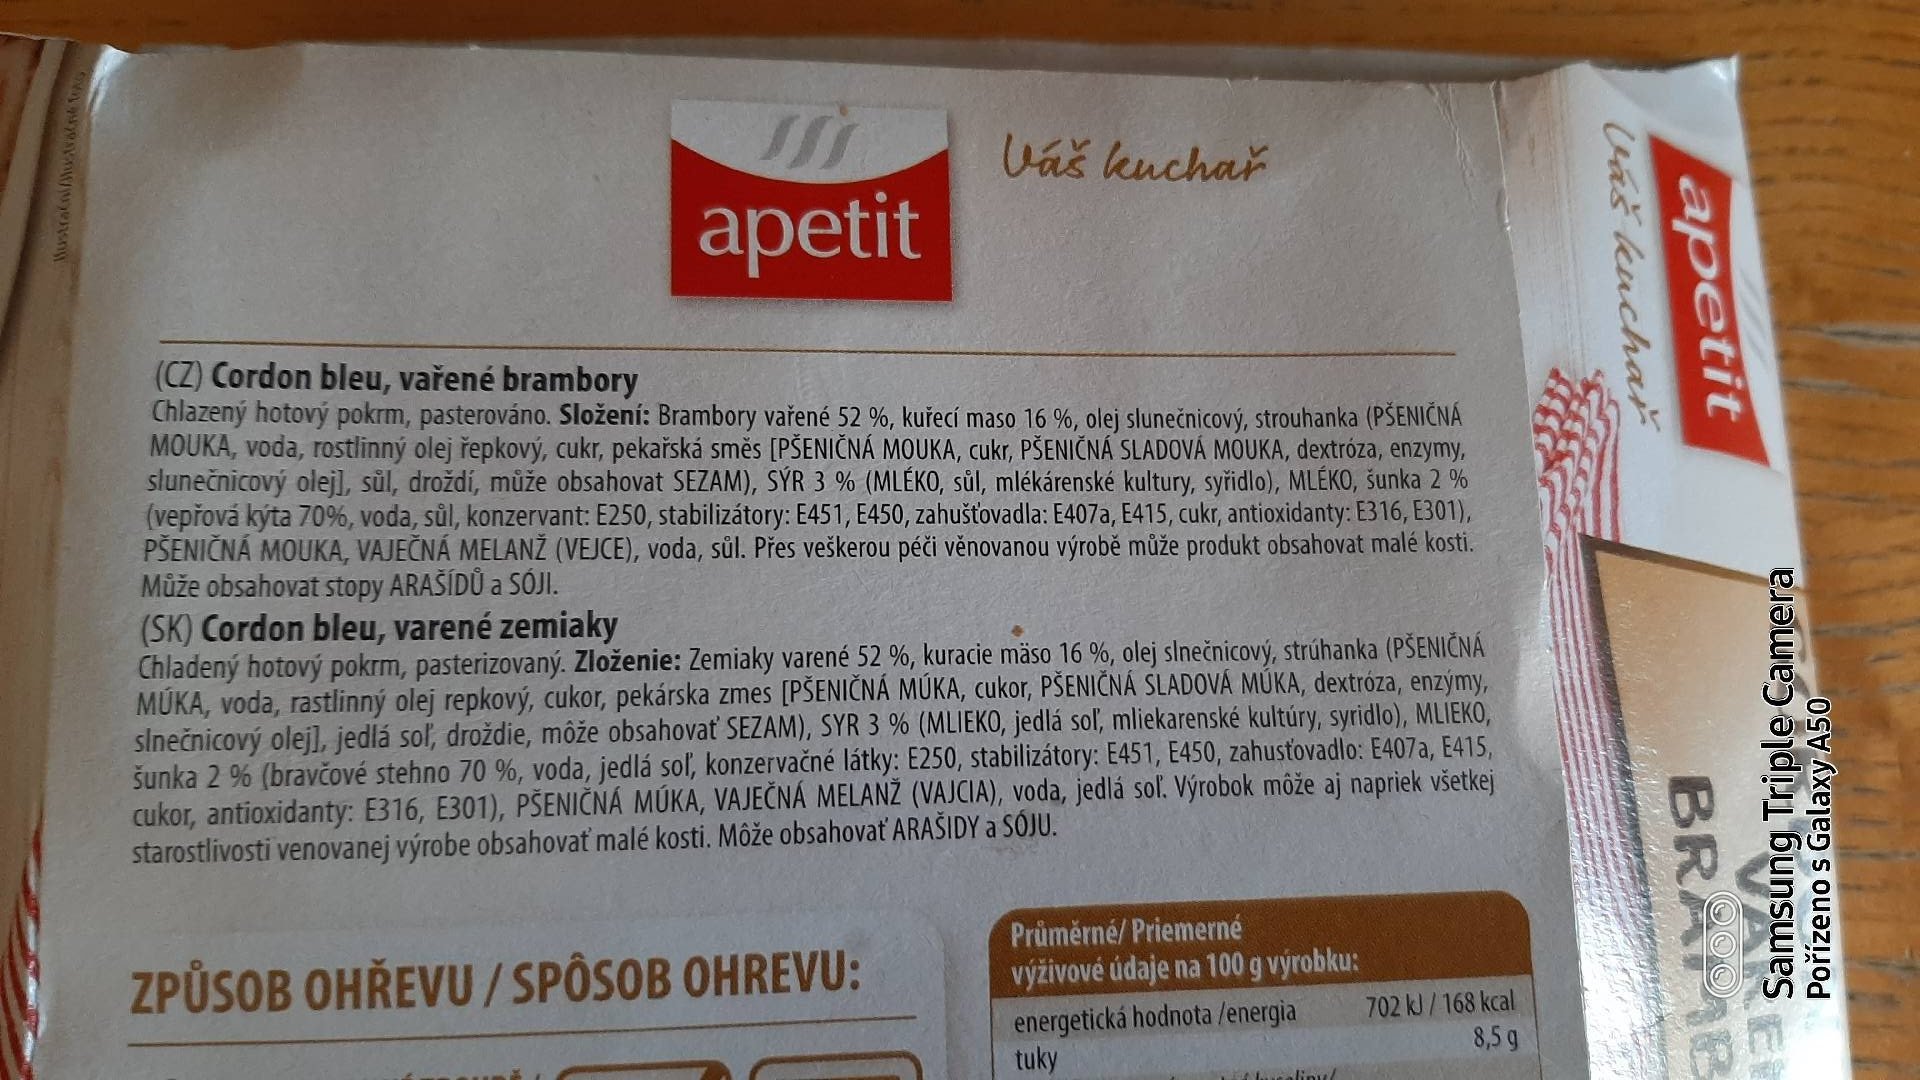 apetit
Váš kuchař
(CZ) Cordon bleu, vařené brambory
Chlazený hotový pokrm, pasterováno. Složení: Brambory vařené 52 %, kuřecí maso 16 %, olej slunečnicový, strouhanka (PŠENIČNÁ
MOUKA, voda, rostlinný olej řepkový, cukr, pekařská směs [PŠENIČNÁ MOUKA, cukr, PŠENIČNÁ SLADOVÁ MOUKA, dextróza, enzymy,
slunečnicový olej], sůl, droždí, může obsahovat SEZAM), SÝR 3 % (MLÉKO, sůl, mlékárenské kultury, syřidlo), MLÉKO, šunka 2 %
(vepřová kýta 70%, voda, sůl, konzervant: E250, stabilizátory: E451, E450, zahušťovadla: E407a, E415, cukr, antioxidanty: E316, E301),
PŠENIČNÁ MOUKA, VAJEČNÁ MELANŽ (VEJCE), voda, sůl. Přes veškerou péči věnovanou výrobě může produkt obsahovat malé kosti.
Může obsahovat stopy ARAŠÍDŮ a SÓJI.
(SK) Cordon bleu, varené zemiaky
Chladený hotový pokrm, pasterizovaný. Zloženie: Zemiaky varené 52 %, kuracie mäso 16 %, olej slnečnicový, strúhanka (PŠENIČNÁ
MÚKA, voda, rastlinný olej repkový, cukor, pekárska zmes [PŠENIČNÁ MÚKA, cukor, PŠENIČNÁ SLADOVÁ MÚKA, dextróza, enzýmy,
slnečnicový olej], jedlá soľ, droždie, môže obsahovať SEZAM), SYR 3 % (MLIEKO, jedlá soľ, mliekarenské kultúry, syridlo), MLIEKO,
šunka 2 % (bravčové stehno 70 %, voda, jedlá soľ, konzervačné látky: E250, stabilizátory: E451, E450, zahusťovadlo: E407a, E415,
cukor, antioxidanty: E316, E301), PŠENIČNÁ MÚKA, VAJEČNÁ MELANŽ (VAJCIA), voda, jedlá soľ. Výrobok môže aj napriek všetkej
starostlivosti venovanej výrobe obsahovať malé kosti. Môže obsahovať ARAŠIDY a SÓJU.
ZPŮSOB OHŘEVU / SPÔSOB OHREVU:
Průměrné/ Priemerné
výživové údaje na 100 g výrobku:
energetická hodnota /energia 702 kJ / 168 kcal
tuky 8,5 g
apetit
Váš kuchař
Samsung Triple Camera
Pořízeno s Galaxy A50